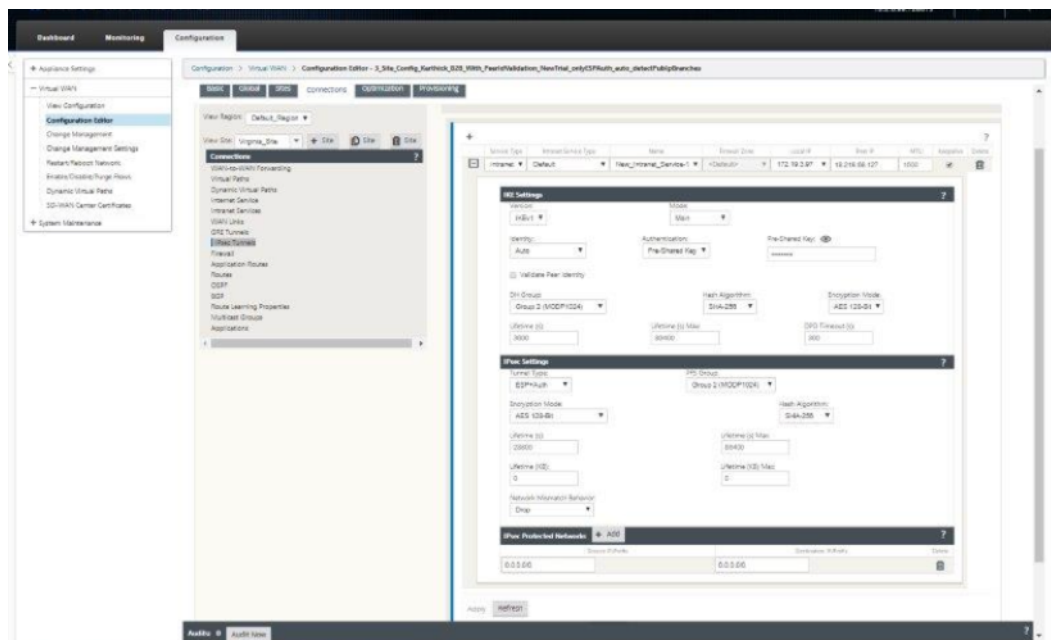 Dashboard Monitoring Configuration
+ Appliance Settings
− Virtual WAN
View Configuration
Configuration Editor
Change Management
Change Management Settings
Restart/Reboot Network
Enable/Disable/Purge Flows
Dynamic Virtual Paths
SD-WAN Center Certificates
+ System Maintenance
Configuration > Virtual WAN > Configuration Editor - 3_Site_Config_Karthick_B2B_With_PeerIdValidation_NewTrial_onlyESPAuth_auto_detectPubipBranches
Basic Global Sites Connections Optimization Provisioning
View Region: Default_Region
View Site: Virginia_Site + Site Site Site
Connections ?
WAN-to-WAN Forwarding
Virtual Paths
Dynamic Virtual Paths
Internet Service
Intranet Services
WAN Links
GRE Tunnels
IPsec Tunnels
Firewall
Application Routes
Routes
OSPF
BGP
Route Learning Properties
Multicast Groups
Applications
+ ?
Service Type Intranet Service Type Name Firewall Zone Local IP Peer IP MTU Keepalive Delete
Intranet Default New_Intranet_Service-1 <Default> 172.19.3.97
IKE Settings ?
Version: Mode:
IKEv1 Main
Identity: Authentication: Pre-Shared Key:
Auto Pre-Shared Key
Validate Peer Identity
DH Group: Hash Algorithm: Encryption Mode:
Group 2 (MODP1024) SHA-256 AES 128-Bit
Lifetime (s): Lifetime (s) Max: DPD Timeout (s):
3600 86400 300
IPsec Settings ?
Tunnel Type: PFS Group:
ESP+Auth Group 2 (MODP1024)
Encryption Mode: Hash Algorithm:
AES 128-Bit SHA-256
Lifetime (s): Lifetime (s) Max:
28800 86400
Lifetime (KB): Lifetime (KB) Max:
0 0
Network Mismatch Behavior:
Drop
IPsec Protected Networks + Add ?
Source IP/Prefix Destination IP/Prefix Delete
0.0.0.0/0 0.0.0.0/0
Apply Refresh
Audits 0 Audit Now ?